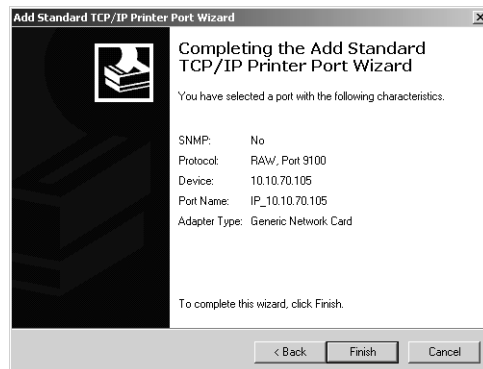 Add Standard TCP/IP Printer Port Wizard
Completing the Add Standard
TCP/IP Printer Port Wizard
You have selected a port with the following characteristics.
SNMP: No
Protocol: RAW, Port 9100
Device: 10.10.70.105
Port Name: IP_10.10.70.105
Adapter Type: Generic Network Card
To complete this wizard, click Finish.
< Back Finish Cancel